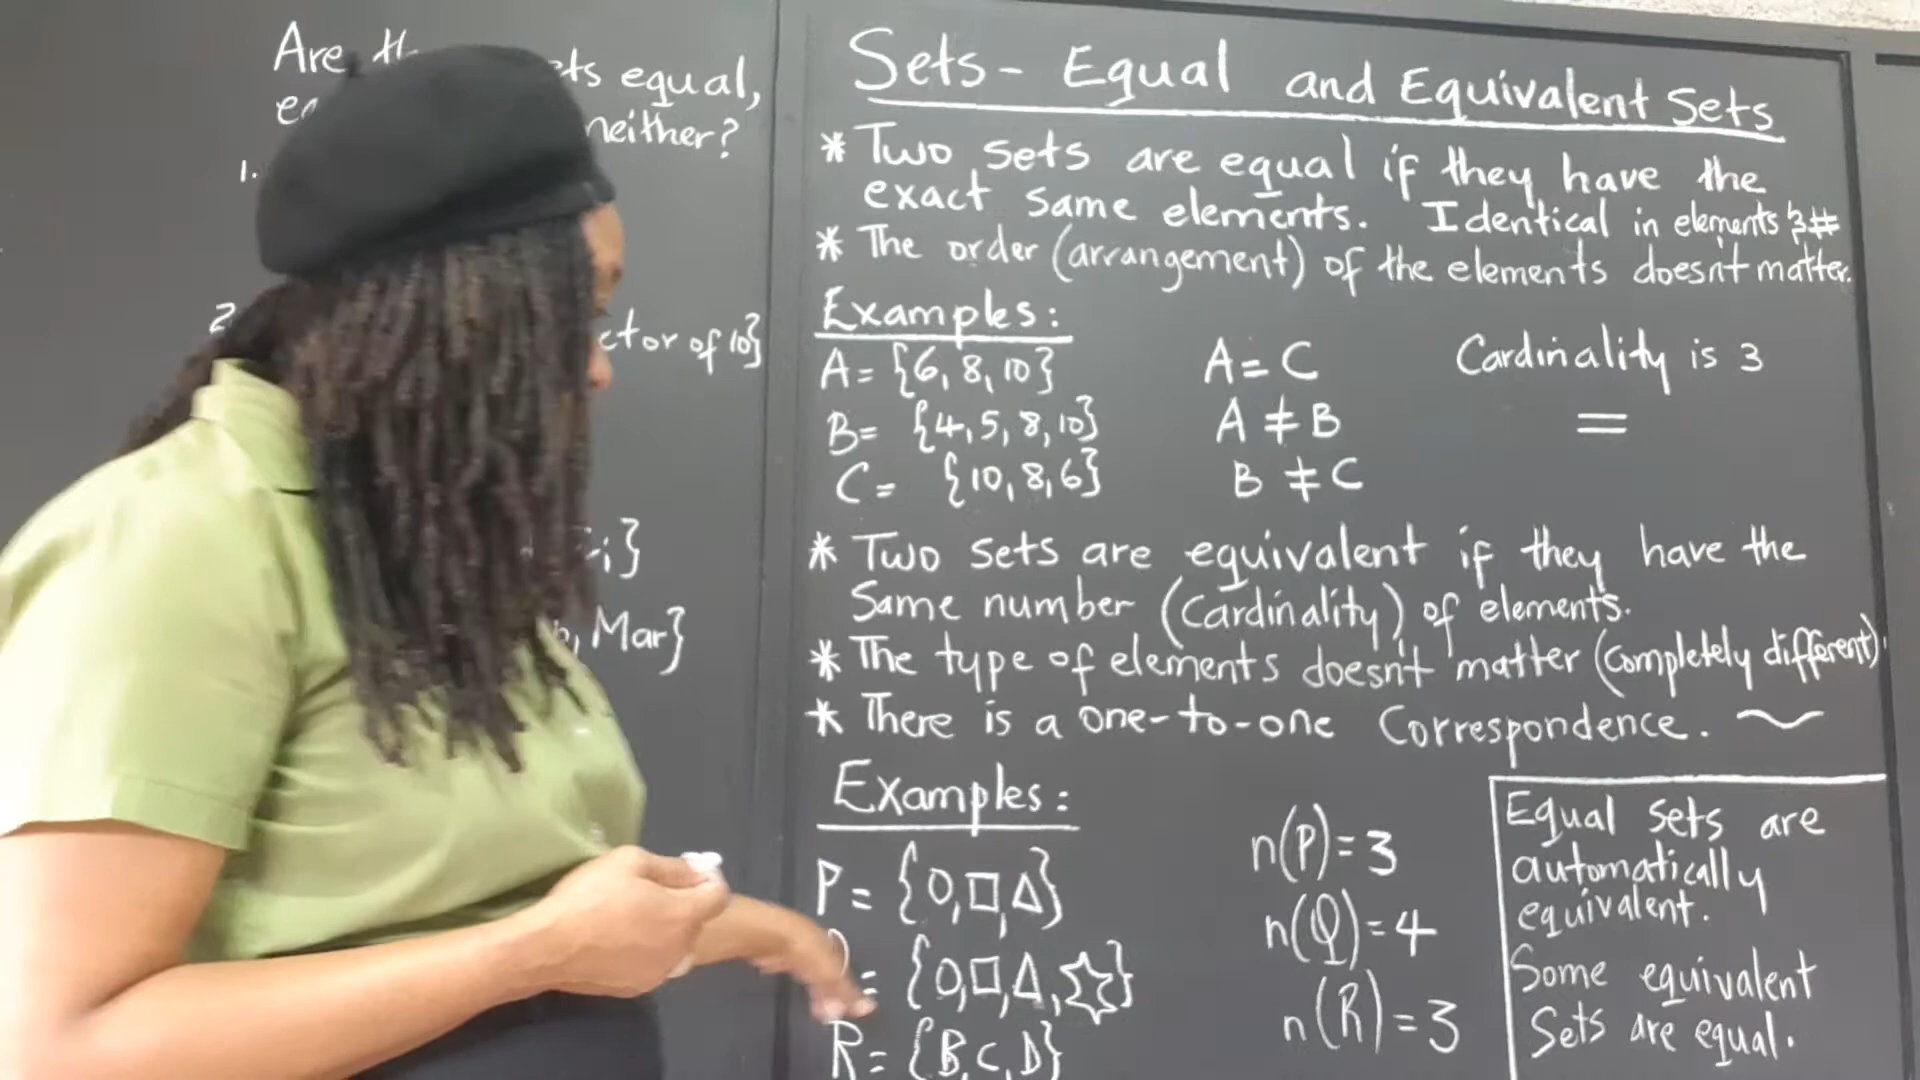 Are ets equal,
neither?
1.
2
ctor of 10}
i}
, Mar}
Sets - Equal and Equivalent Sets
* Two sets are equal if they have the
exact same elements. Identical in elements & #
* The order (arrangement) of the elements doesn't matter.
Examples:
A = {6, 8, 10}
B = {4, 5, 8, 10}
C = {10, 8, 6}
A = C
A ≠ B
B ≠ C
Cardinality is 3
=
* Two sets are equivalent if they have the
Same number (Cardinality) of elements.
* The type of elements doesn't matter (Completely different).
* There is a one-to-one Correspondence. ~
Examples:
P = {O, □, Δ}
= {O, □, Δ, ☆}
R = {B, C, D}
n(P) = 3
n(Q) = 4
n(R) = 3
Equal sets are
automatically
equivalent.
Some equivalent
Sets are equal.